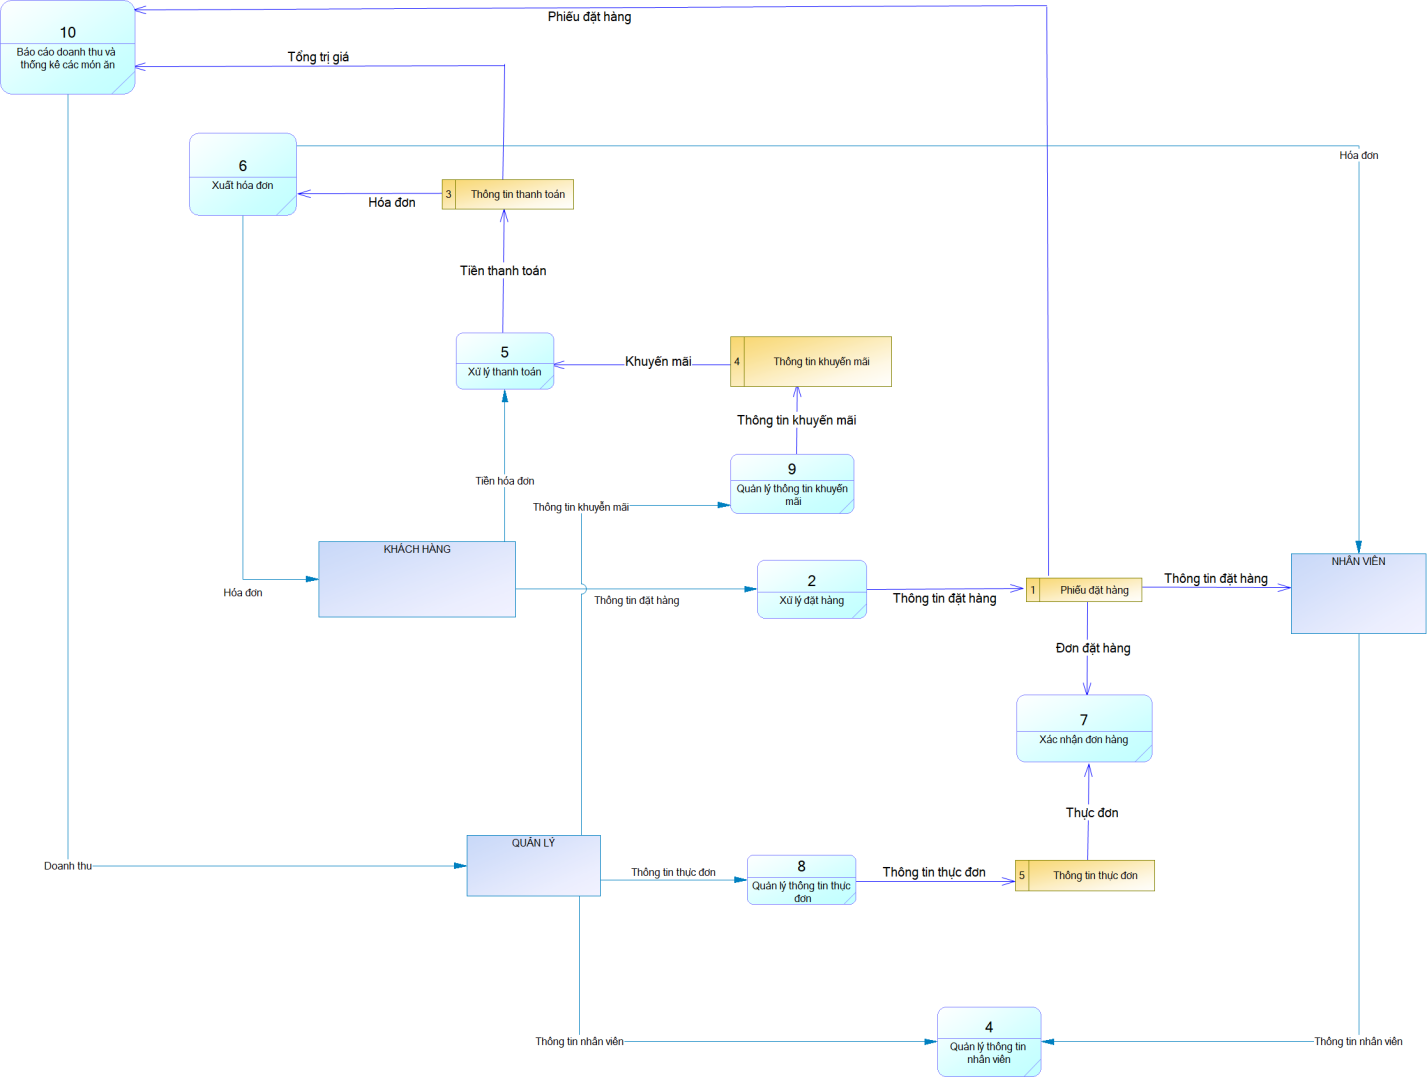 Phiếu đặt hàng
10
Báo cáo doanh thu và
thống kê các món ăn
Tổng trị giá
6
Xuất hóa đơn
Hóa đơn
3
Thông tin thanh toán
Hóa đơn
Tiền thanh toán
5
Xử lý thanh toán
Khuyến mãi
4
Thông tin khuyến mãi
Thông tin khuyến mãi
9
Quản lý thông tin khuyến
mãi
Tiền hóa đơn
Thông tin khuyễn mãi
KHÁCH HÀNG
Hóa đơn
Thông tin đặt hàng
2
Xử lý đặt hàng
Thông tin đặt hàng
1
Phiếu đặt hàng
Thông tin đặt hàng
NHÂN VIÊN
Đơn đặt hàng
7
Xác nhận đơn hàng
Thực đơn
QUẢN LÝ
Doanh thu
Thông tin thực đơn
8
Quản lý thông tin thực
đơn
Thông tin thực đơn
5
Thông tin thực đơn
4
Quản lý thông tin
nhân viên
Thông tin nhân viên
Thông tin nhân viên